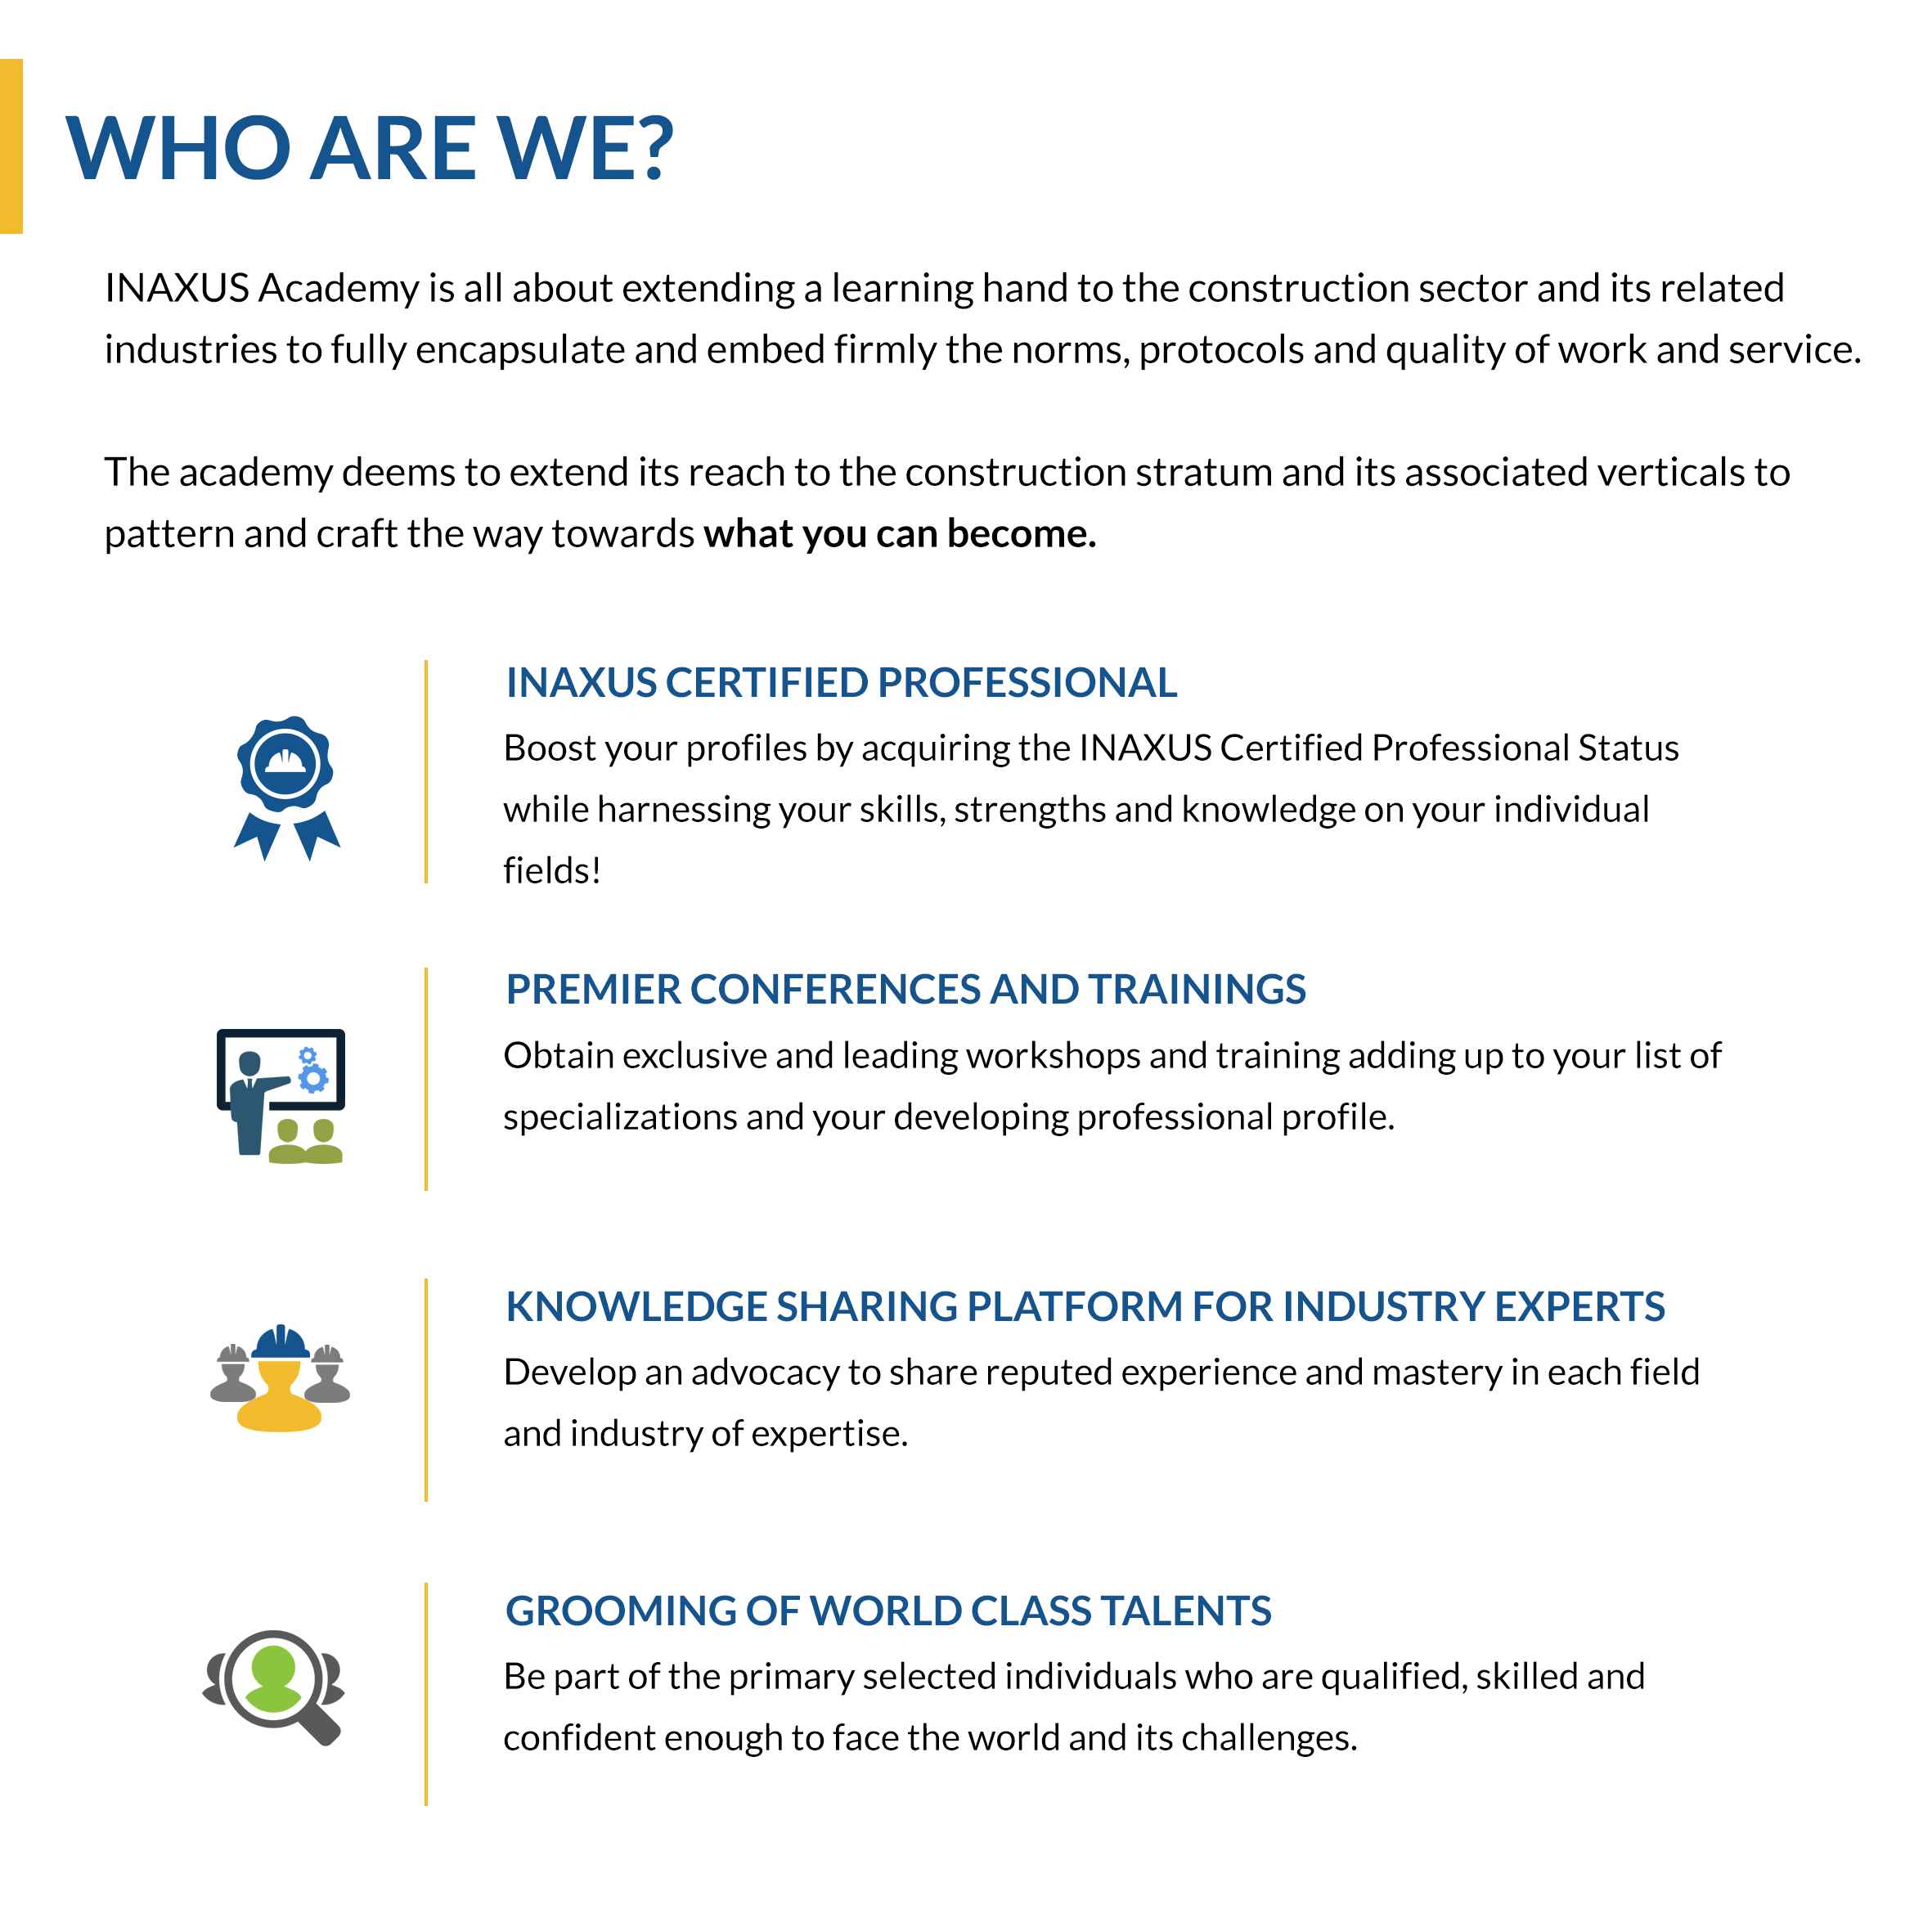 WHO ARE WE?
INAXUS Academy is all about extending a learning hand to the construction sector and its related
industries to fully encapsulate and embed firmly the norms, protocols and quality of work and service.
The academy deems to extend its reach to the construction stratum and its associated verticals to
pattern and craft the way towards what you can become.
INAXUS CERTIFIED PROFESSIONAL
Boost your profiles by acquiring the INAXUS Certified Professional Status
while harnessing your skills, strengths and knowledge on your individual
fields!
PREMIER CONFERENCES AND TRAININGS
Obtain exclusive and leading workshops and training adding up to your list of
specializations and your developing professional profile.
KNOWLEDGE SHARING PLATFORM FOR INDUSTRY EXPERTS
Develop an advocacy to share reputed experience and mastery in each field
and industry of expertise.
GROOMING OF WORLD CLASS TALENTS
Be part of the primary selected individuals who are qualified, skilled and
confident enough to face the world and its challenges.